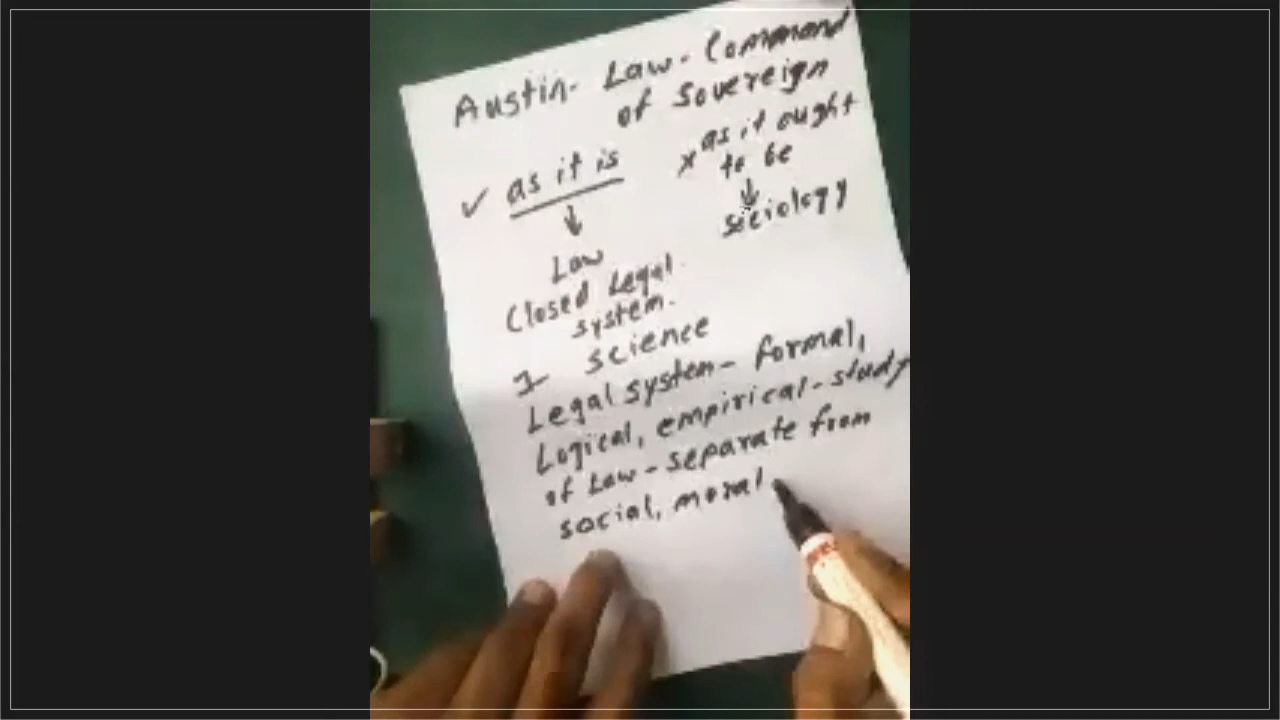 Austin- Law- Command
of Sovereign
✓ as it is
x as it ought
to be
↓
siciology
↓
Law
Closed Legal
system.
science
Legal system- formal,
Logical, empirical-study
of Law-separate from
social, moral